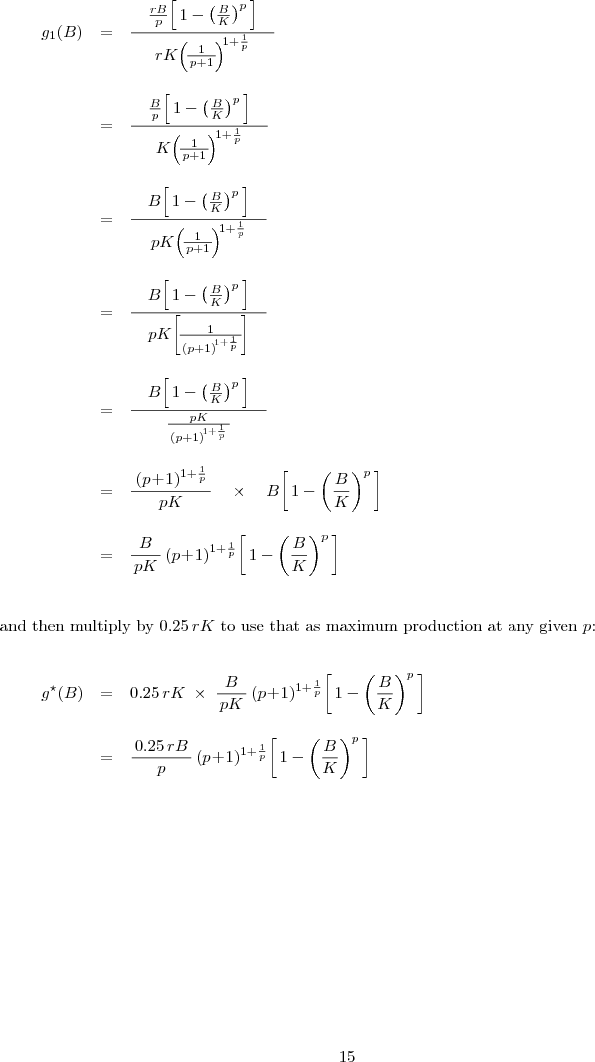 g₁(B) = \frac{\frac{rB}{p}\left[1-\left(\frac{B}{K}\right)^p\right]}{rK\left(\frac{1}{p+1}\right)^{1+\frac{1}{p}}}
= \frac{\frac{B}{p}\left[1-\left(\frac{B}{K}\right)^p\right]}{K\left(\frac{1}{p+1}\right)^{1+\frac{1}{p}}}
= \frac{B\left[1-\left(\frac{B}{K}\right)^p\right]}{pK\left(\frac{1}{p+1}\right)^{1+\frac{1}{p}}}
= \frac{B\left[1-\left(\frac{B}{K}\right)^p\right]}{pK\left[\frac{1}{(p+1)^{1+\frac{1}{p}}}\right]}
= \frac{B\left[1-\left(\frac{B}{K}\right)^p\right]}{\frac{pK}{(p+1)^{1+\frac{1}{p}}}}
= \frac{(p+1)^{1+\frac{1}{p}}}{pK} × B\left[1-\left(\frac{B}{K}\right)^p\right]
= \frac{B}{pK}(p+1)^{1+\frac{1}{p}}\left[1-\left(\frac{B}{K}\right)^p\right]
and then multiply by 0.25 rK to use that as maximum production at any given p:
g^⋆(B) = 0.25 rK × \frac{B}{pK}(p+1)^{1+\frac{1}{p}}\left[1-\left(\frac{B}{K}\right)^p\right]
= \frac{0.25 rB}{p}(p+1)^{1+\frac{1}{p}}\left[1-\left(\frac{B}{K}\right)^p\right]
15